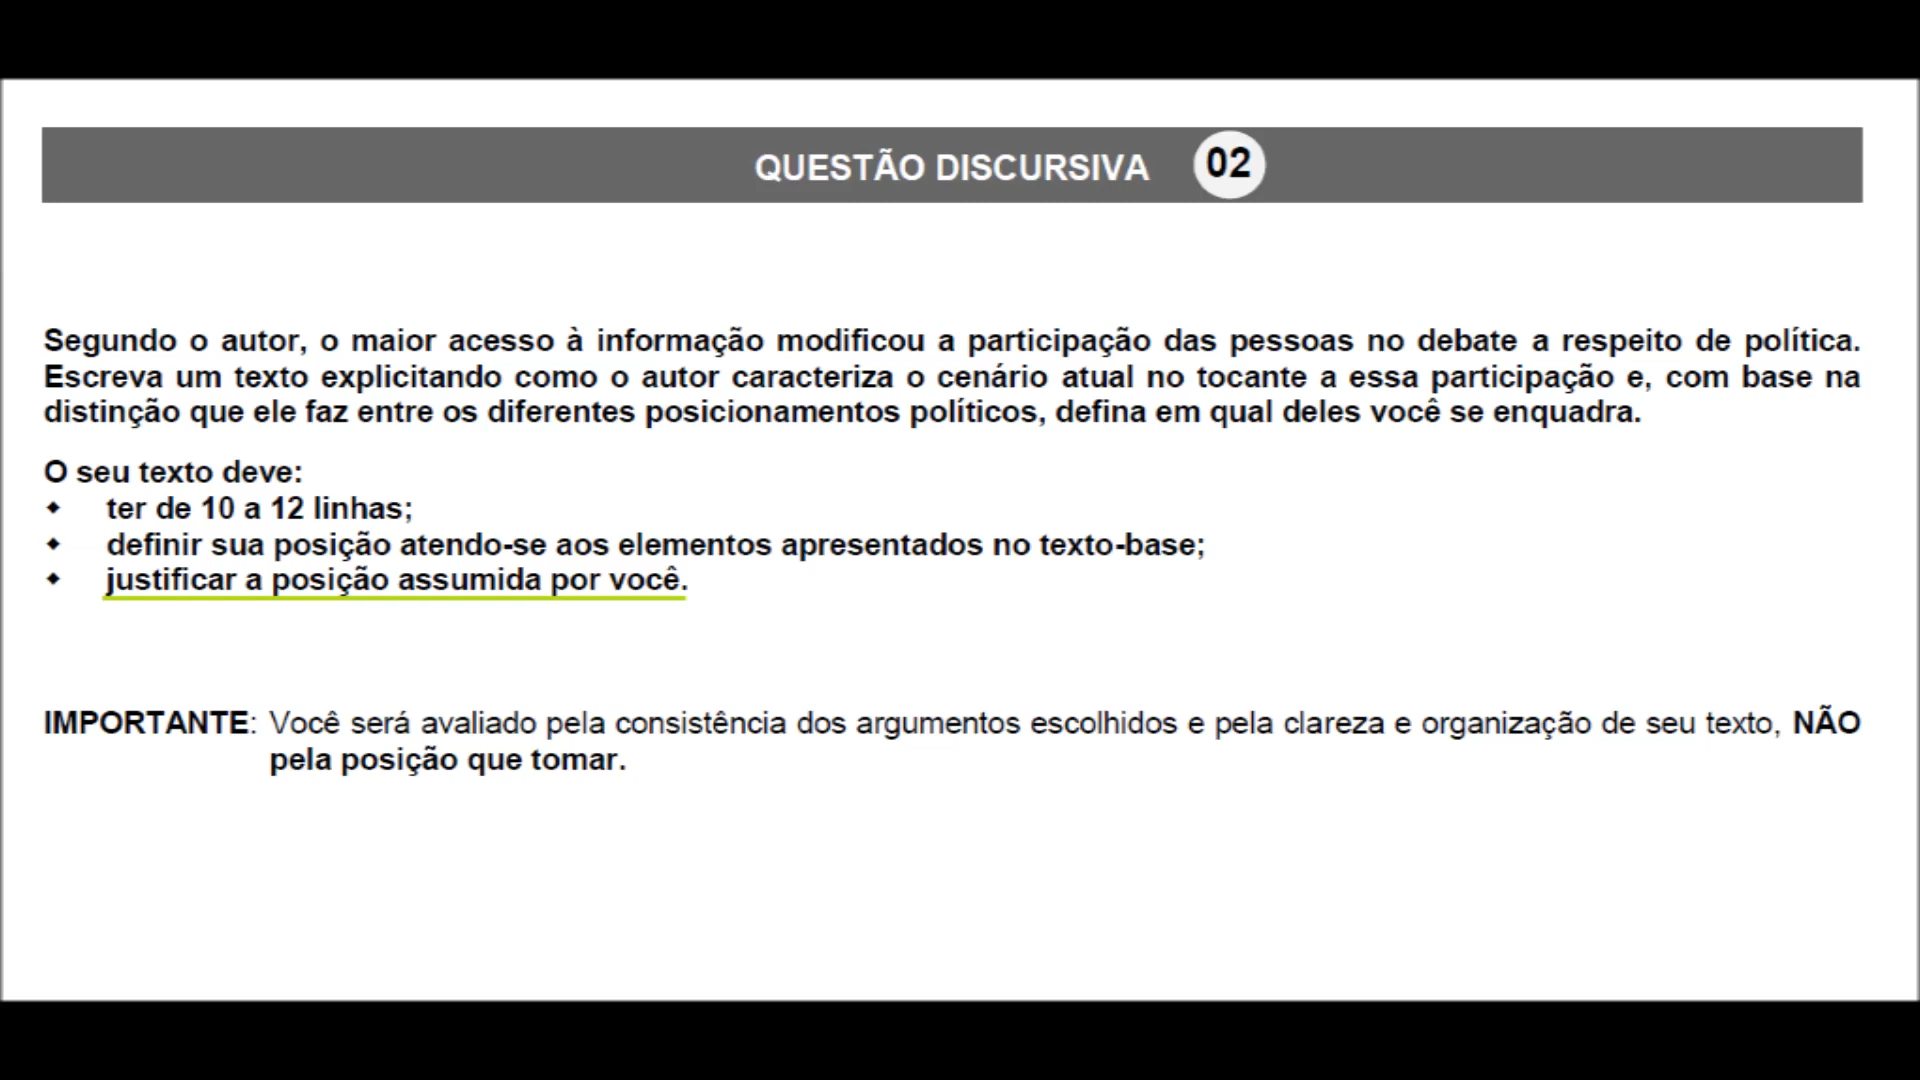 QUESTÃO DISCURSIVA 02
Segundo o autor, o maior acesso à informação modificou a participação das pessoas no debate a respeito de política.
Escreva um texto explicitando como o autor caracteriza o cenário atual no tocante a essa participação e, com base na
distinção que ele faz entre os diferentes posicionamentos políticos, defina em qual deles você se enquadra.
O seu texto deve:
◆ ter de 10 a 12 linhas;
◆ definir sua posição atendo-se aos elementos apresentados no texto-base;
◆ justificar a posição assumida por você.
IMPORTANTE: Você será avaliado pela consistência dos argumentos escolhidos e pela clareza e organização de seu texto, NÃO
pela posição que tomar.